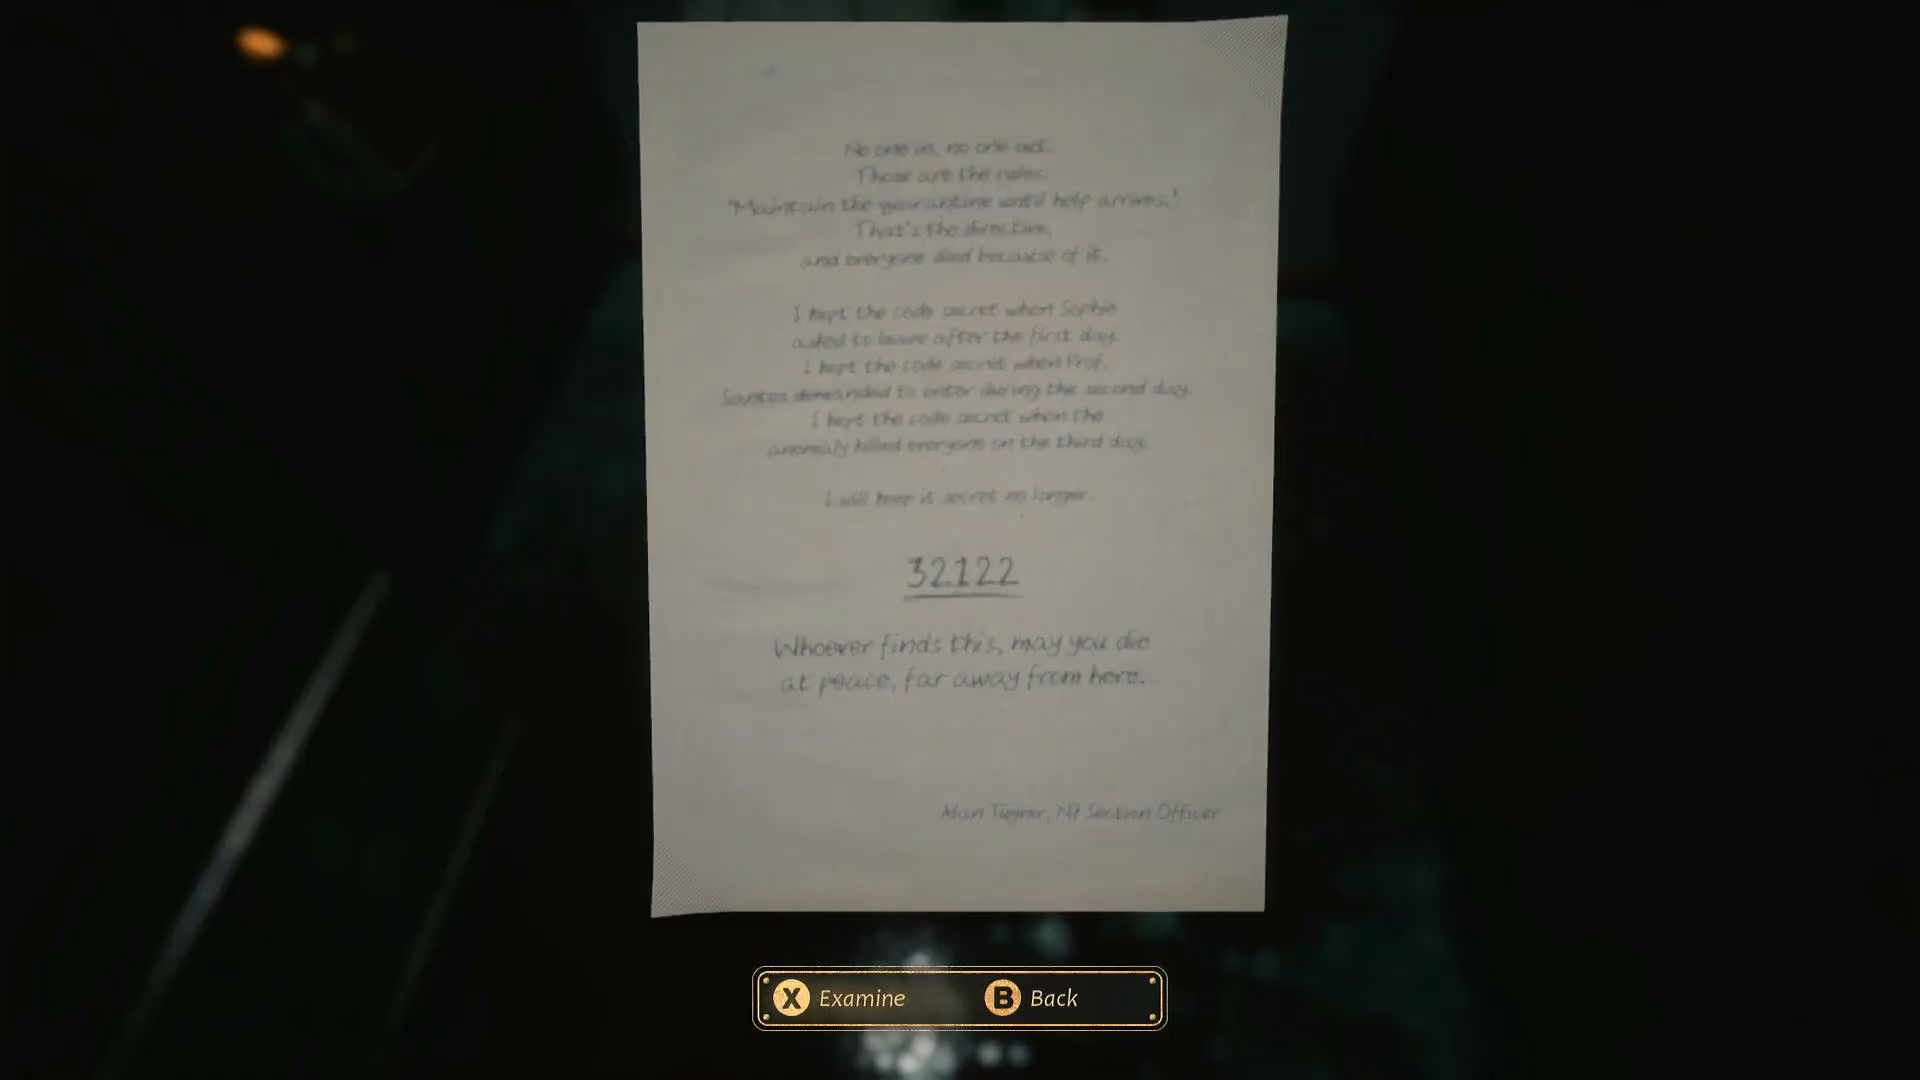 No one in, no one out.
Those are the rules.
"Maintain the quarantine until help arrives."
That's the directive,
and everyone died because of it.
I kept the code secret when Sophie
asked to leave after the first day.
I kept the code secret when Prof.
Santos demanded to enter during the second day.
I kept the code secret when the
anomaly killed everyone on the third day.
I will keep it secret no longer.
32122
Whoever finds this, may you die
at peace, far away from here.
Alan Section Officer
X Examine B Back